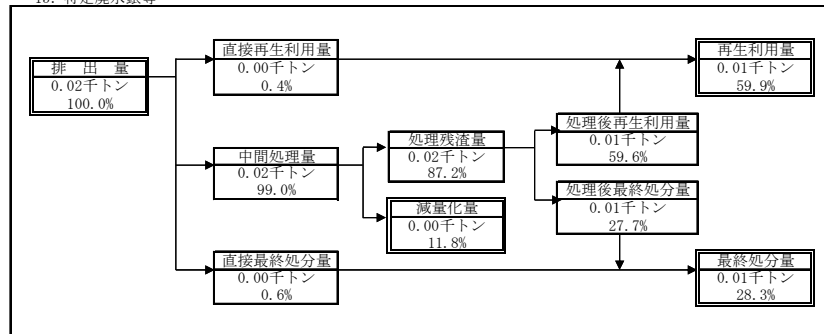 直接再生利用量
0.00千トン
0.4%
再生利用量
0.01千トン
59.9%
排 出 量
0.02千トン
100.0%
処理後再生利用量
0.01千トン
59.6%
中間処理量
0.02千トン
99.0%
処理残渣量
0.02千トン
87.2%
処理後最終処分量
0.01千トン
27.7%
減量化量
0.00千トン
11.8%
直接最終処分量
0.00千トン
0.6%
最終処分量
0.01千トン
28.3%